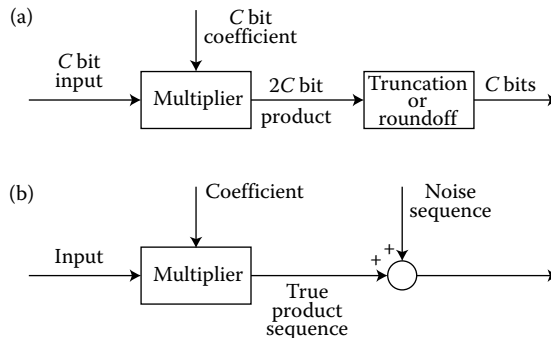 (a)
C bit
coefficient
C bit
input
Multiplier
2C bit
product
Truncation
or
roundoff
C bits
(b)
Coefficient
Noise
sequence
Input
Multiplier
+
+
True
product
sequence